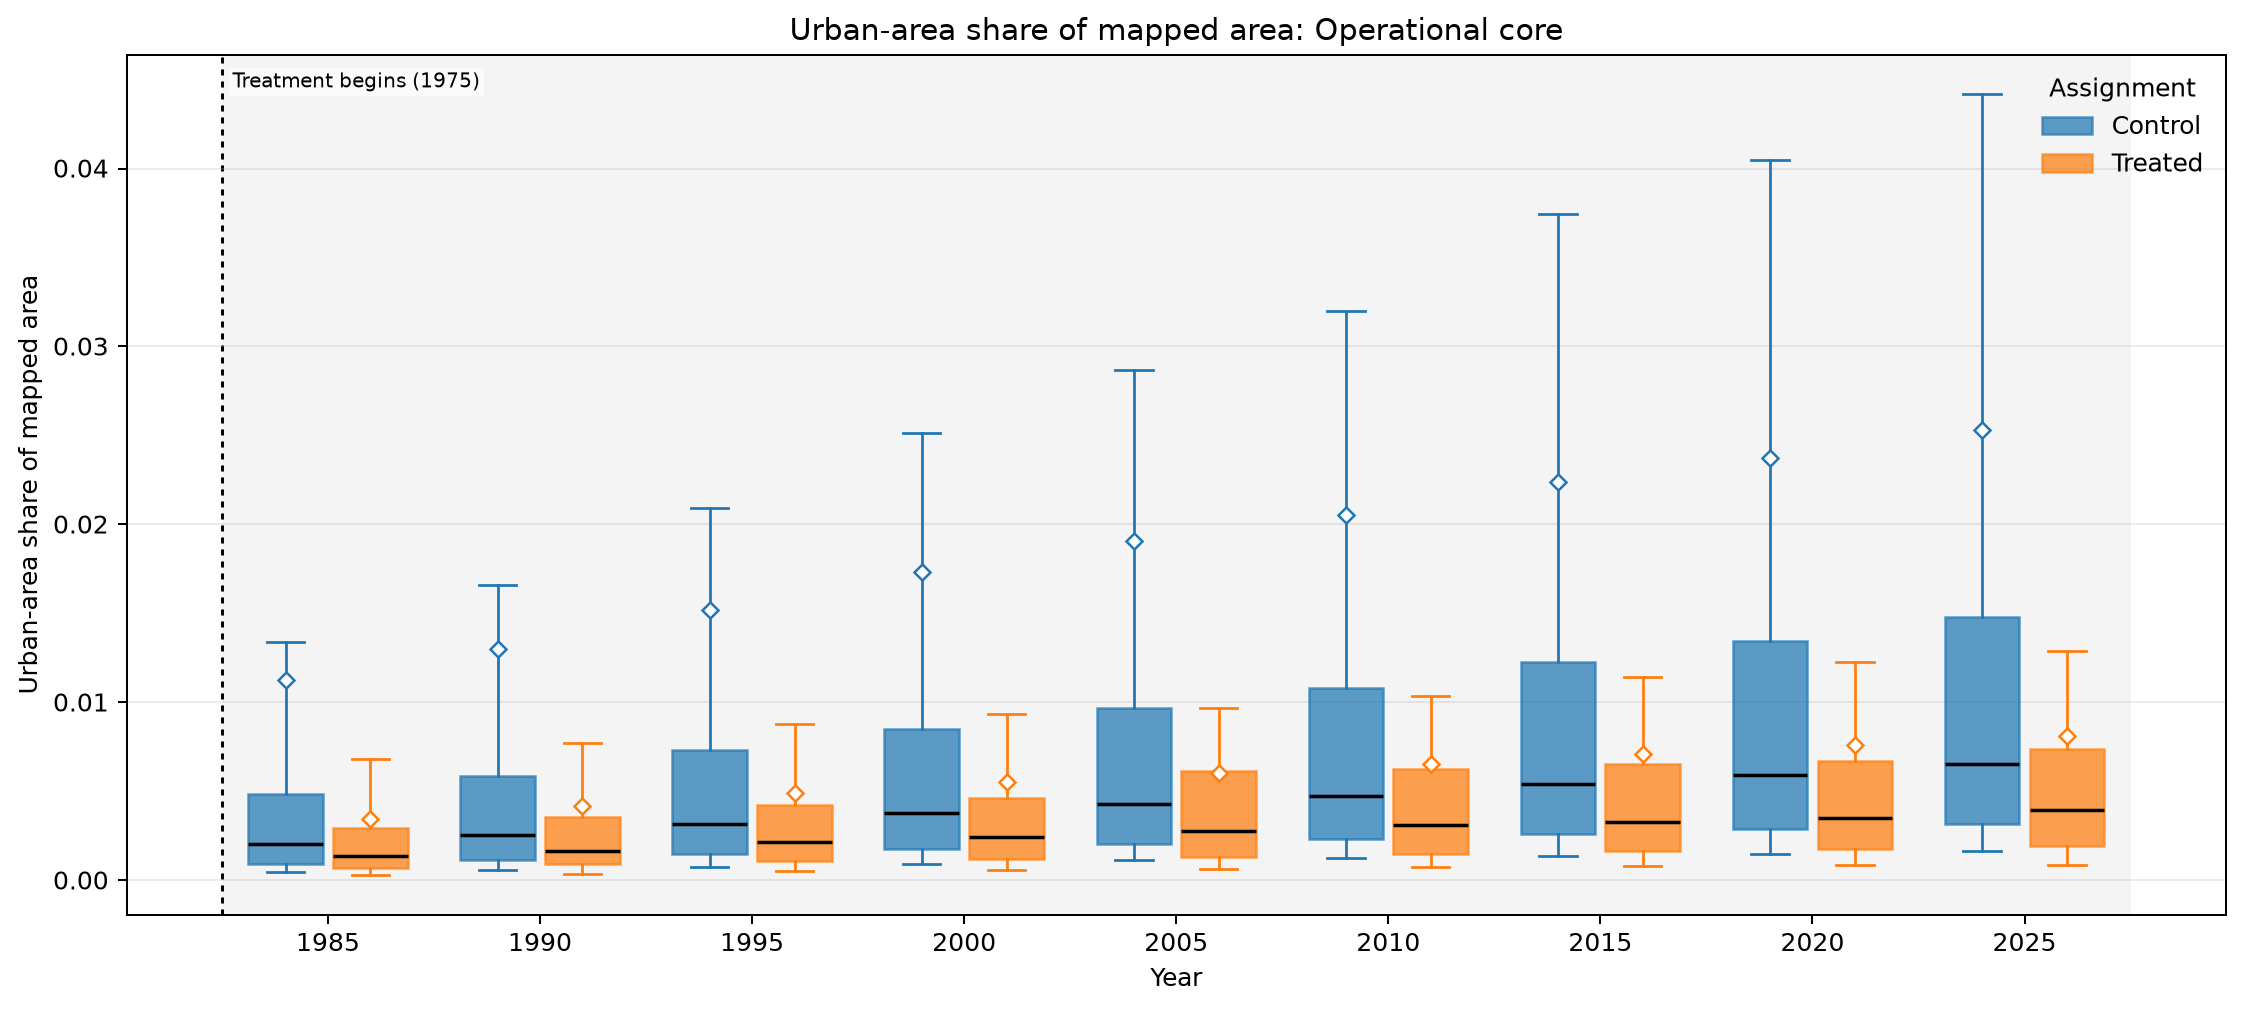 Urban-area share of mapped area: Operational core
Treatment begins (1975)
Assignment
Control
Treated
Urban-area share of mapped area
0.04
0.03
0.02
0.01
0.00
1985 1990 1995 2000 2005 2010 2015 2020 2025
Year